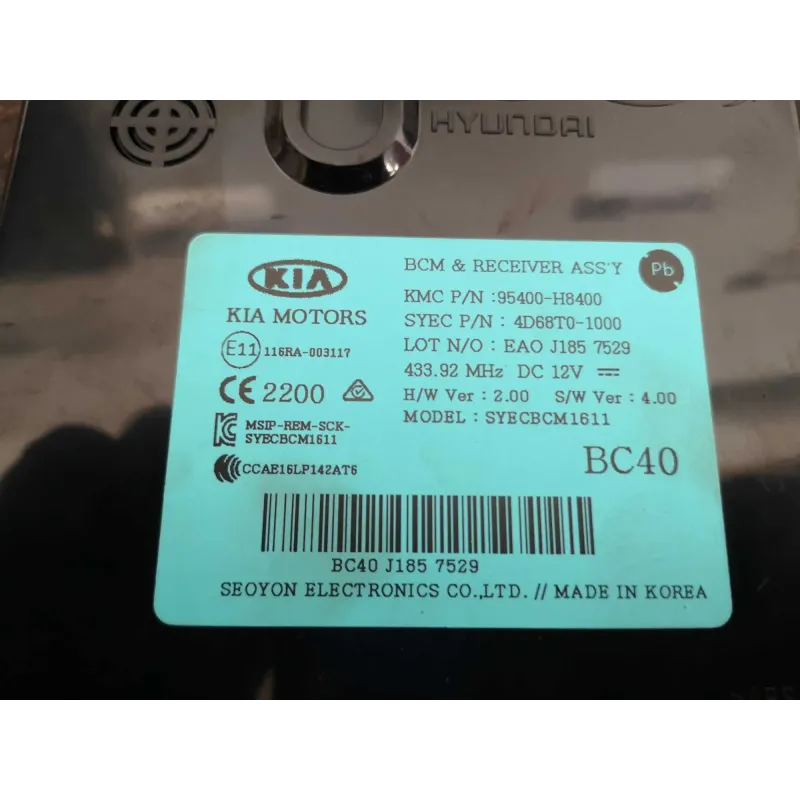 HYUNDAI
KIA
KIA MOTORS
E11 116RA-003117
CE 2200
MSIP-REM-SCK-
SYECBCM1611
CCAE16LP142AT6
BCM & RECEIVER ASS'Y Pb
KMC P/N :95400-H8400
SYEC P/N : 4D68T0-1000
LOT N/O : EAO J185 7529
433.92 MHz DC 12V
H/W Ver : 2.00 S/W Ver : 4.00
MODEL : SYECBCM1611
BC40
BC40 J185 7529
SEOYON ELECTRONICS CO.,LTD. // MADE IN KOREA